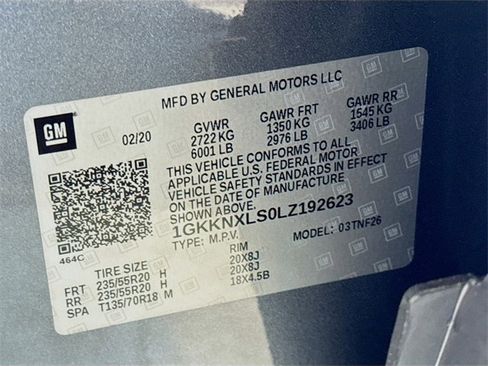 MFD BY GENERAL MOTORS LLC
GM
02/20
GVWR GAWR FRT GAWR RR
2722 KG 1350 KG 1545 KG
6001 LB 2976 LB 3406 LB
THIS VEHICLE CONFORMS TO ALL
APPLICABLE U.S. FEDERAL MOTOR
VEHICLE SAFETY STANDARDS IN EFFECT
ON THE DATE OF MANUFACTURE
1GKKNXLS0LZ192623
TYPE: M.P.V. MODEL: 03TNF26
464C
TIRE SIZE RIM
FRT 235/55R20 H 20X8J
RR 235/55R20 H 20X8J
SPA T135/70R18 M 18X4.5B